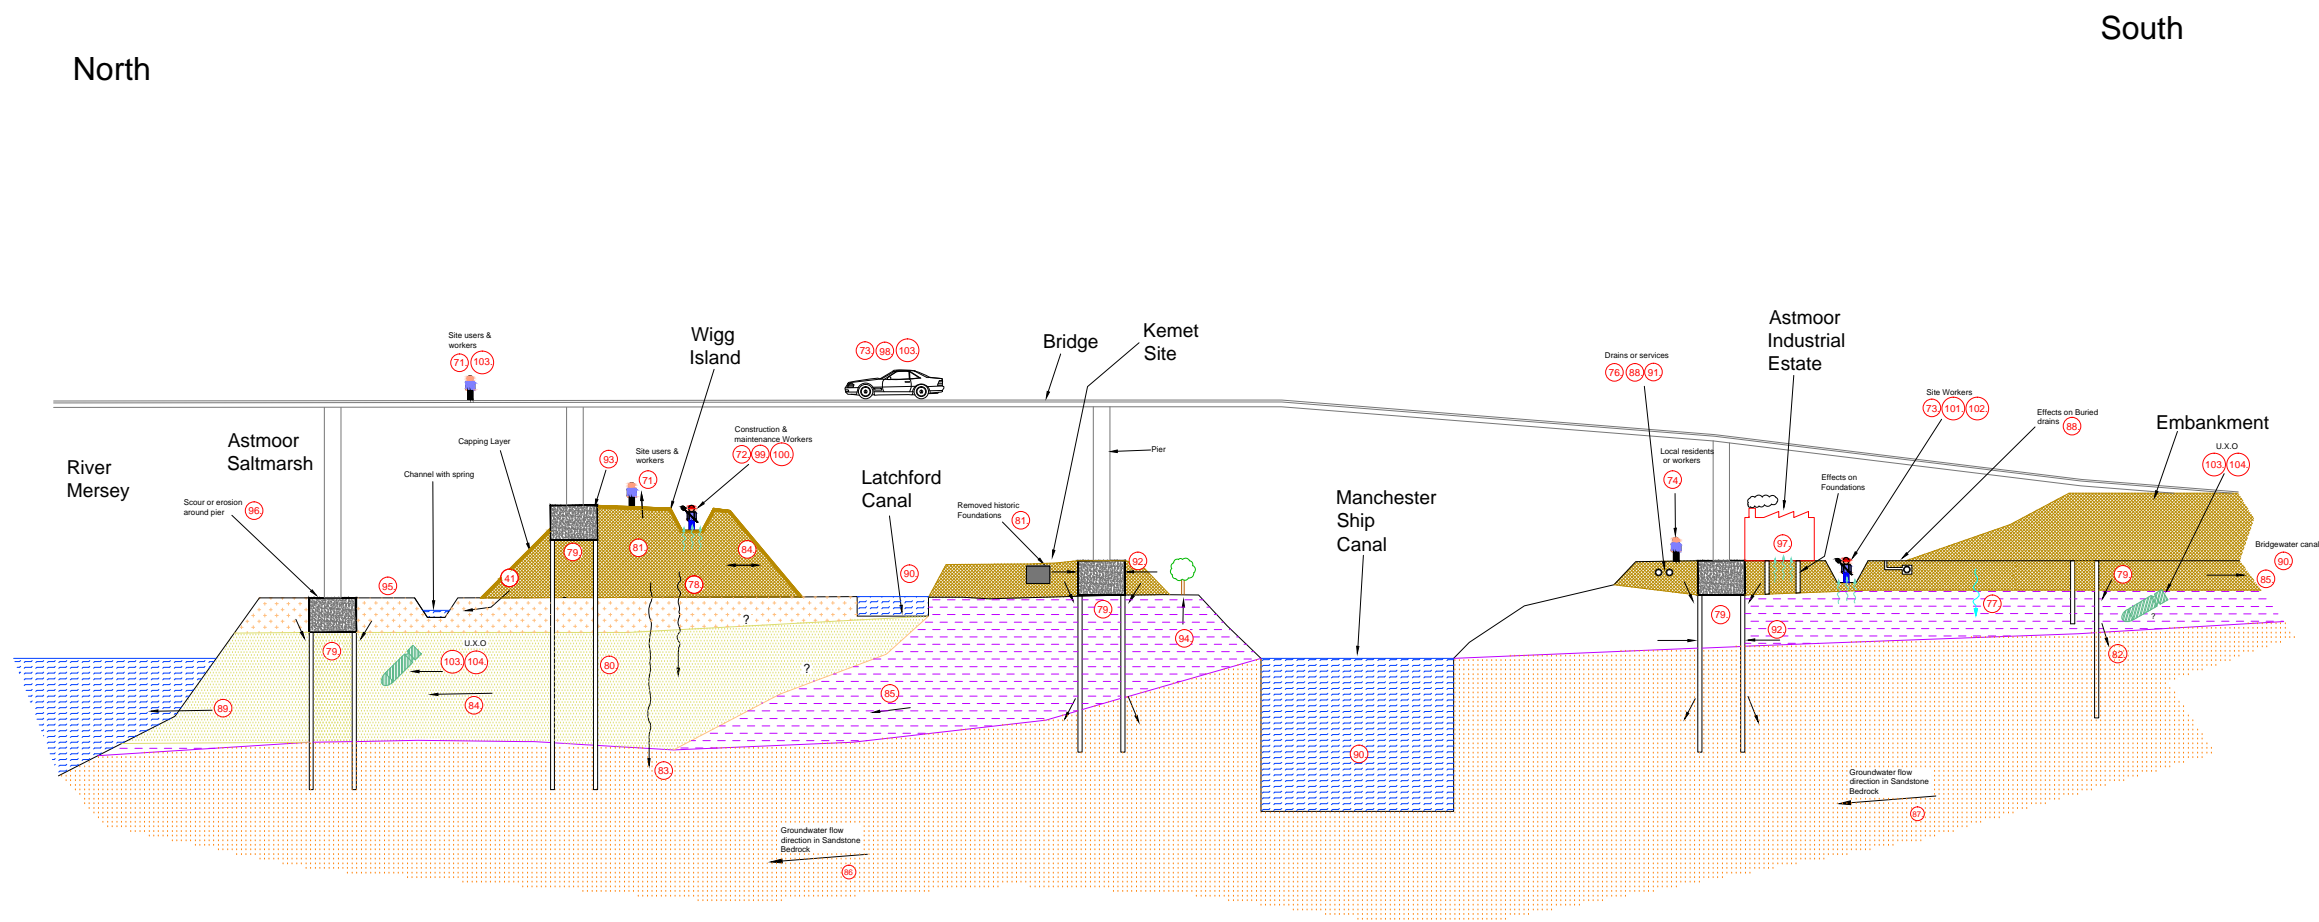 South
North
Site users &
workers
71. 103.
Wigg
Island
73. 98. 103.
Bridge
Kemet
Site
Astmoor
Industrial
Estate
Drains or services
76. 88. 91.
Site Workers
73. 101. 102.
Effects on Buried
drains 88.
Embankment
U.X.O
103. 104.
Astmoor
Saltmarsh
River
Mersey
Capping Layer
Channel with spring
Scour or erosion
around pier 96.
93.
Site users &
workers
71.
Construction &
maintenance Workers
72. 99. 100.
Latchford
Canal
Removed historic
Foundations
81.
Pier
Manchester
Ship
Canal
Local residents
or workers
74.
Effects on
Foundations
Bridgewater canal
90.
85.
79.
81.
84.
97.
92.
90.
41.
78.
95.
79.
79.
77.
79.
?
?
94.
92.
79.
U.X.O
103. 104.
80.
?
82.
84.
89.
85.
83.
90.
Groundwater flow
direction in Sandstone
Bedrock
87.
Groundwater flow
direction in Sandstone
Bedrock
86.